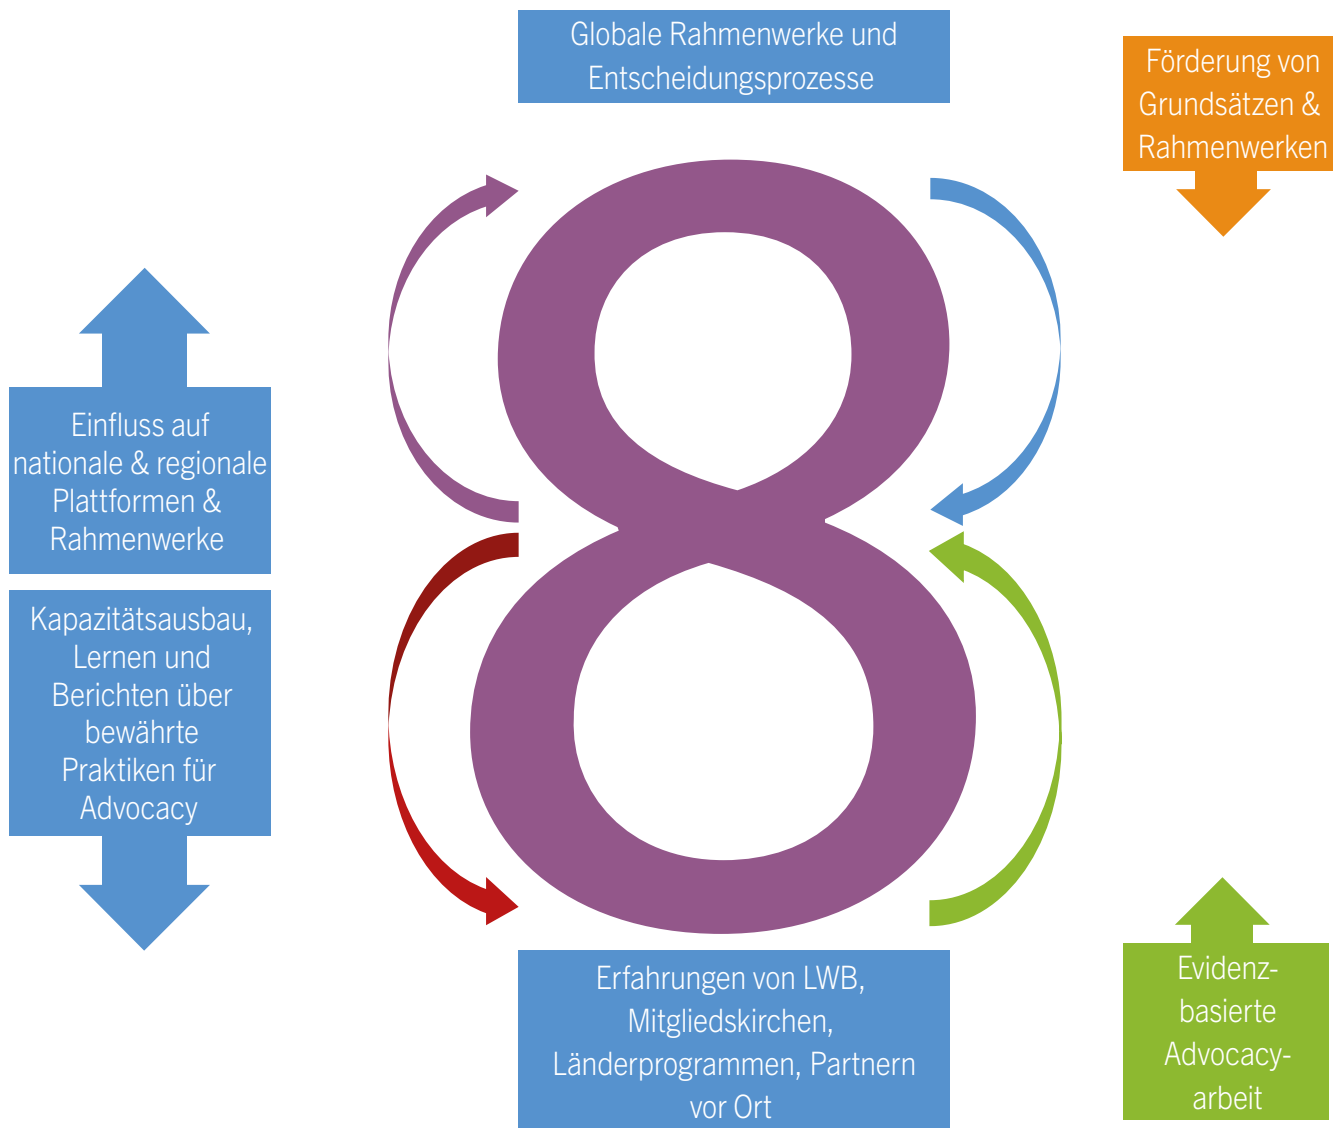 Globale Rahmenwerke und
Entscheidungsprozesse
Förderung von
Grundsätzen &
Rahmenwerken
8
Einfluss auf
nationale & regionale
Plattformen &
Rahmenwerke
Kapazitätsausbau,
Lernen und
Berichten über
bewährte
Praktiken für
Advocacy
Erfahrungen von LWB,
Mitgliedskirchen,
Länderprogrammen, Partnern
vor Ort
Evidenz-
basierte
Advocacy-
arbeit